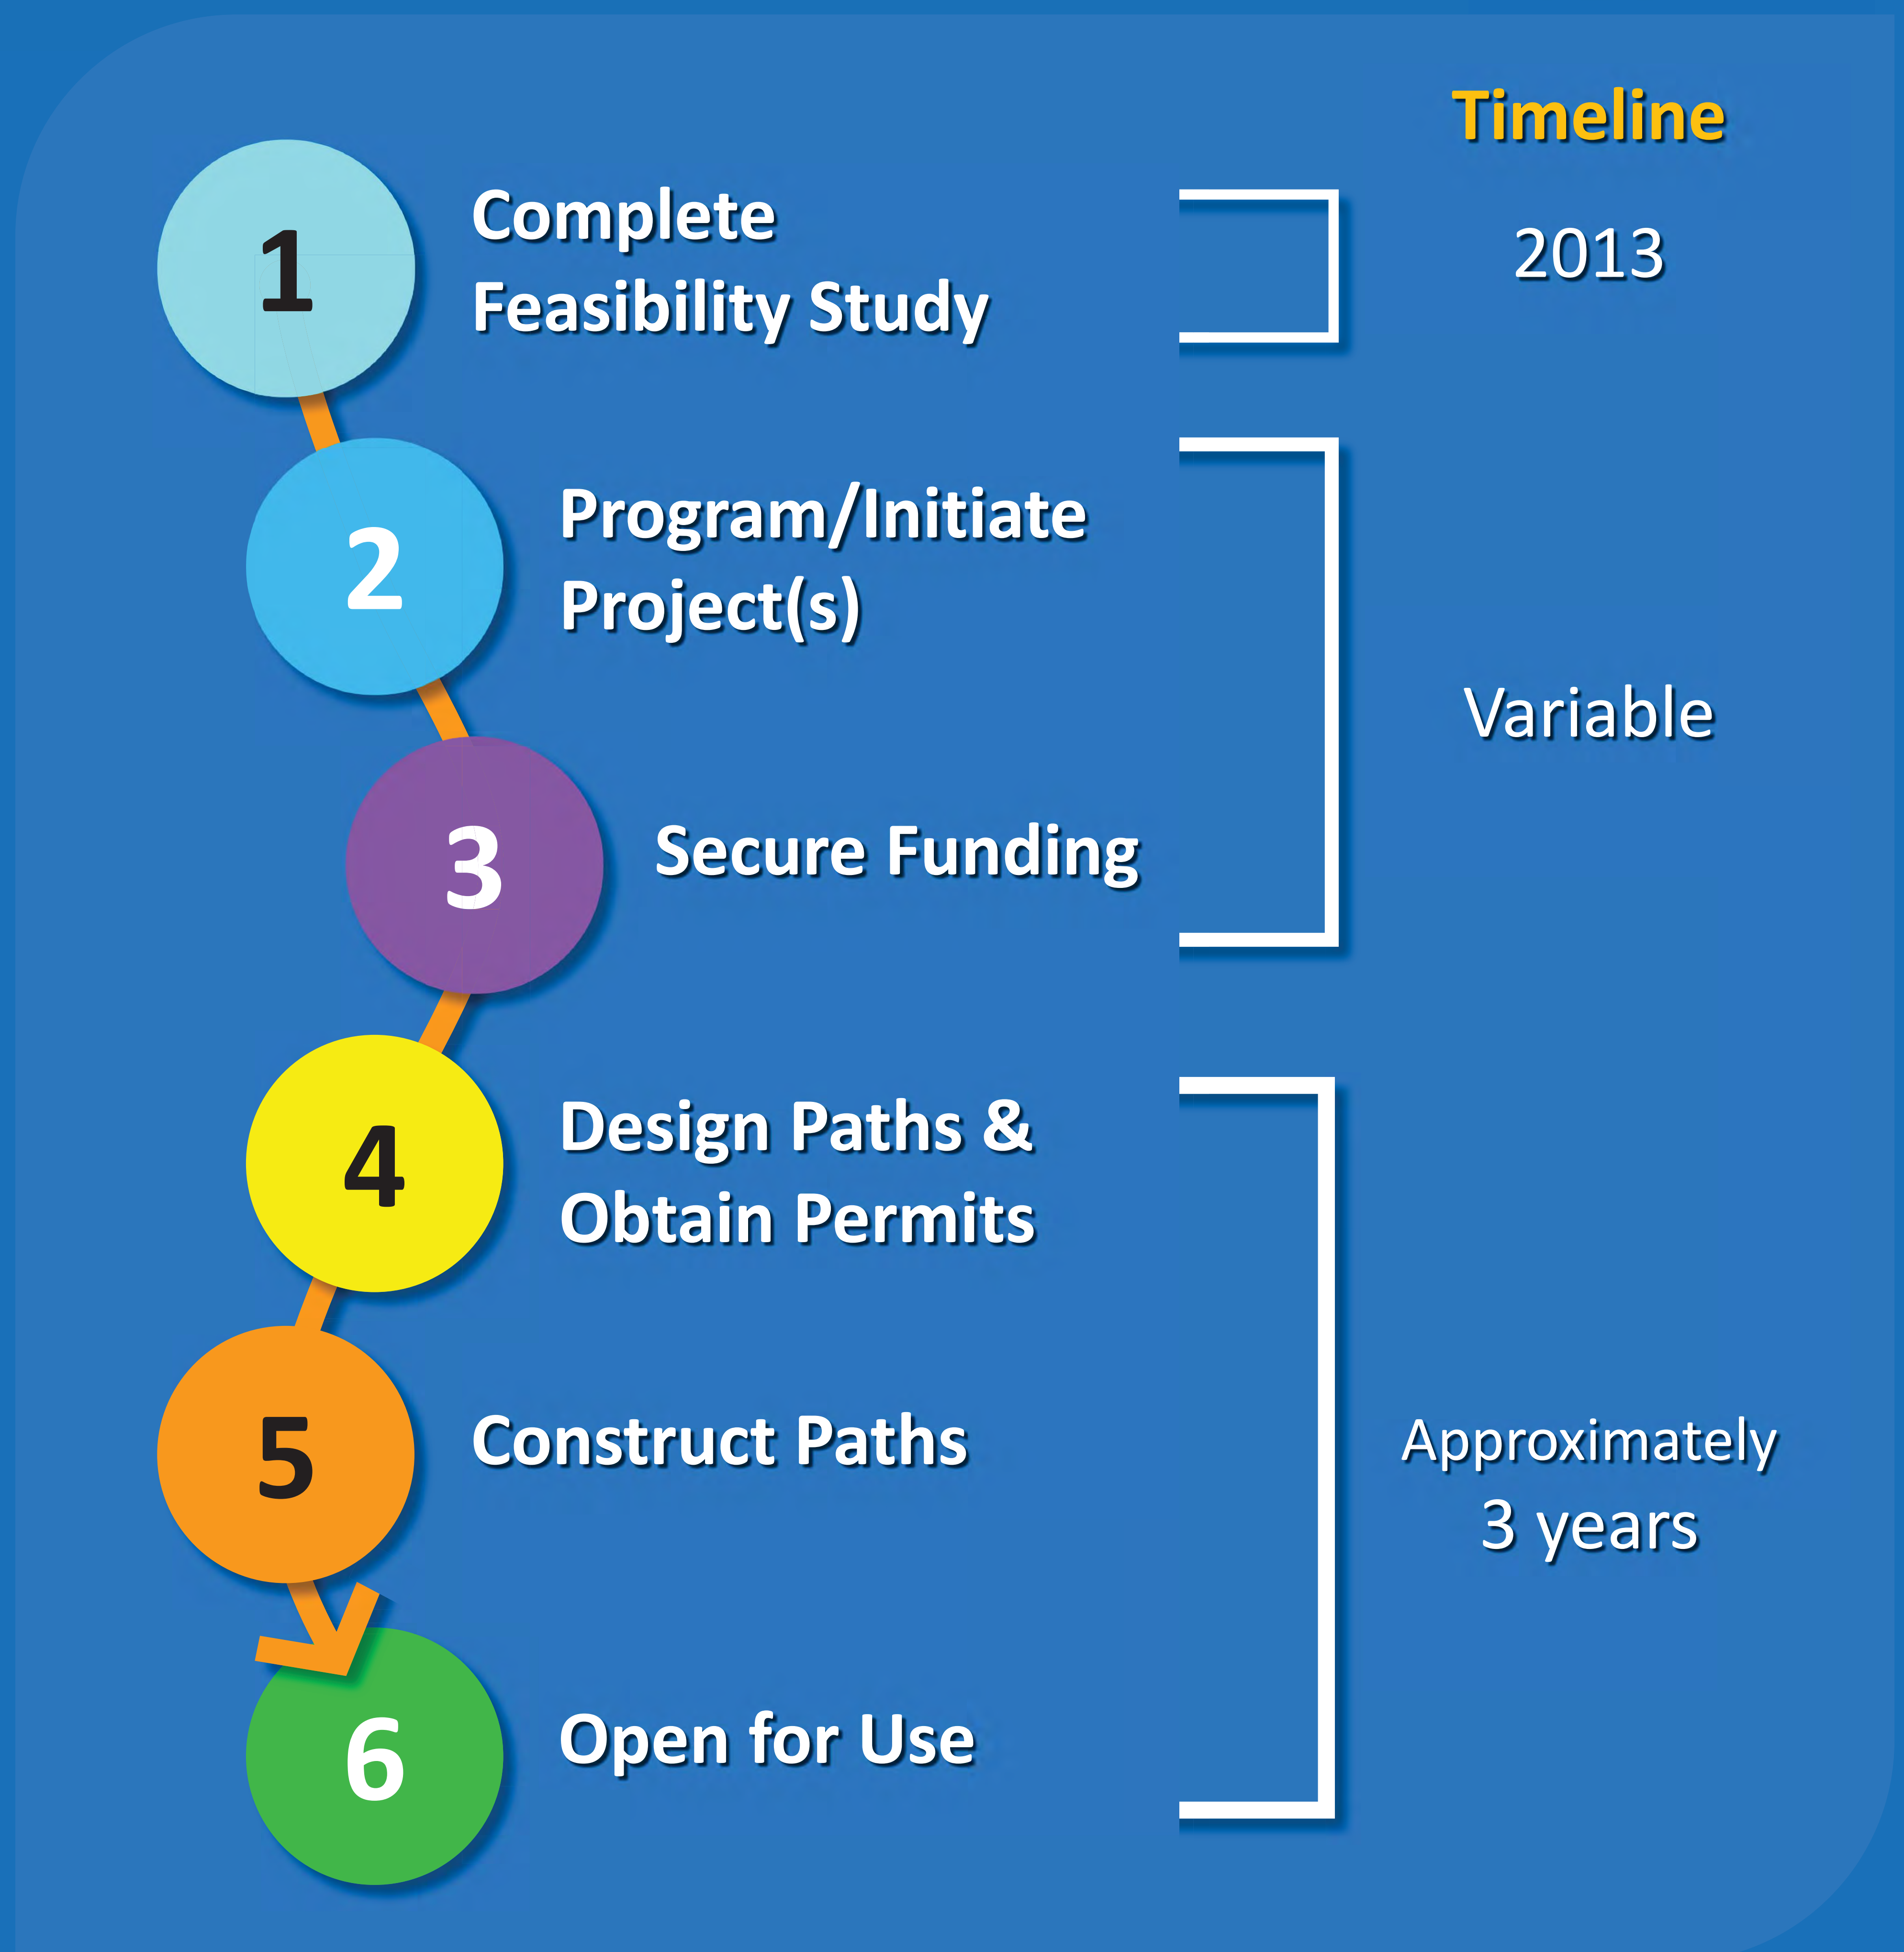 Timeline
1
Complete
Feasibility Study
2013
2
Program/Initiate
Project(s)
Variable
3
Secure Funding
4
Design Paths &
Obtain Permits
5
Construct Paths
Approximately
3 years
6
Open for Use